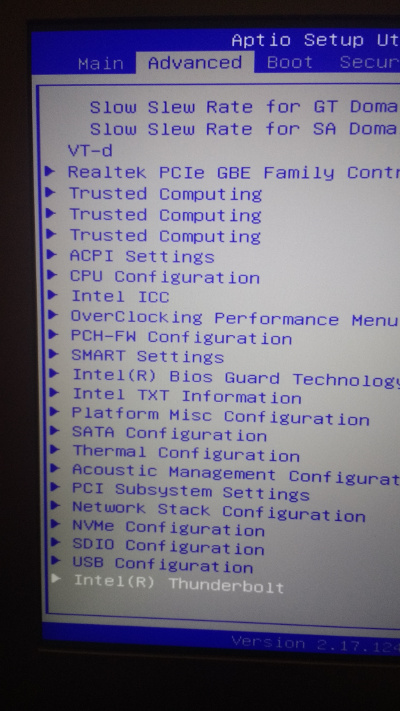 Aptio Setup Ut
Main Advanced Boot Secur
Slow Slew Rate for GT Doma
Slow Slew Rate for SA Doma
VT-d
Realtek PCIe GBE Family Contr
Trusted Computing
Trusted Computing
Trusted Computing
ACPI Settings
CPU Configuration
Intel ICC
OverClocking Performance Menu
PCH-FW Configuration
SMART Settings
Intel(R) Bios Guard Technology
Intel TXT Information
Platform Misc Configuration
SATA Configuration
Thermal Configuration
Acoustic Management Configurat
PCI Subsystem Settings
Network Stack Configuration
NVMe Configuration
SDIO Configuration
USB Configuration
Intel(R) Thunderbolt
Version 2.17.124